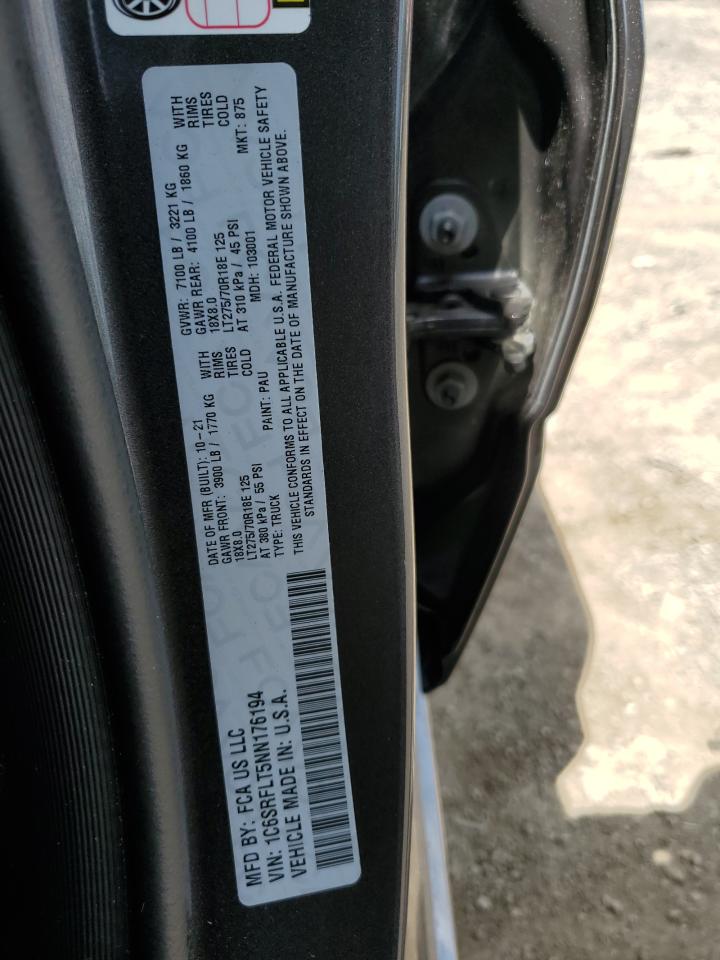 MFD BY: FCA US LLC
VIN: 1C6SRFLT5NN176194
VEHICLE MADE IN: U.S.A.
DATE OF MFR (BUILT): 10-21
GAWR FRONT: 3900 LB / 1770 KG WITH
18X8.0 RIMS
LT275/70R18E 125 TIRES
AT 380 kPa / 55 PSI COLD
TYPE: TRUCK PAINT: PAU
GVWR: 7100 LB / 3221 KG
GAWR REAR: 4100 LB / 1860 KG WITH
18X8.0 RIMS
LT275/70R18E 125 TIRES
AT 310 kPa / 45 PSI COLD
MDH: 103001 MKT: 875
THIS VEHICLE CONFORMS TO ALL APPLICABLE U.S.A. FEDERAL MOTOR VEHICLE SAFETY
STANDARDS IN EFFECT ON THE DATE OF MANUFACTURE SHOWN ABOVE.